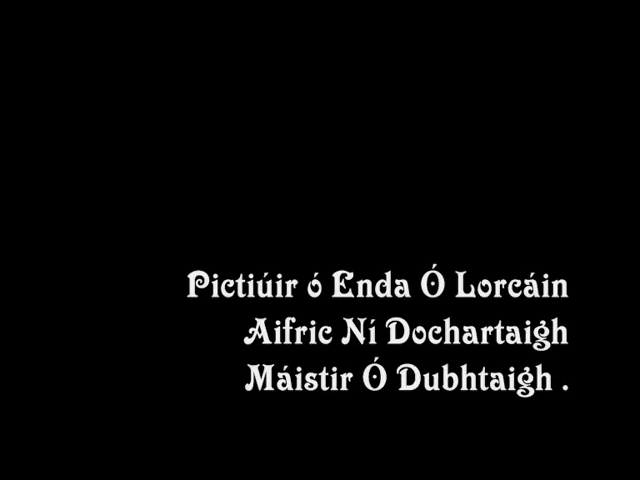 Pictiúir ó Enda Ó Lorcáin
Aifric Ní Dochartaigh
Máistir Ó Dubhtaigh .